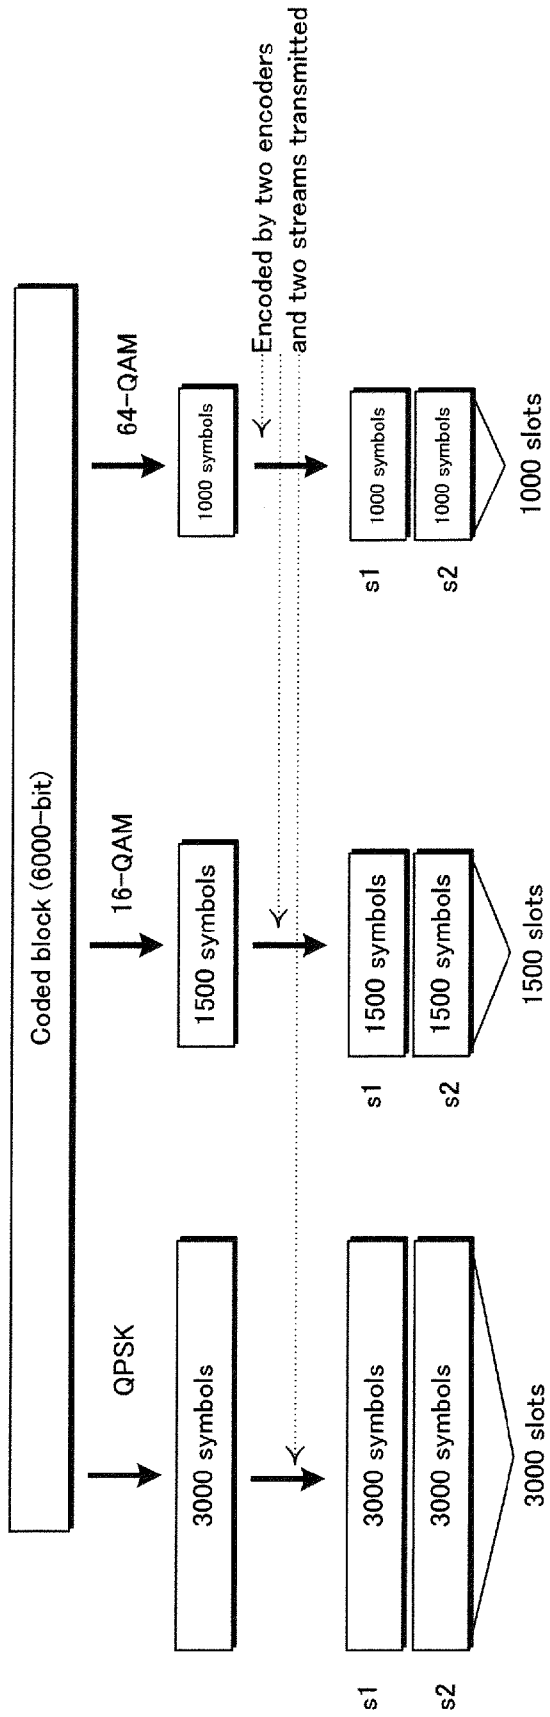 Coded block (6000-bit)
QPSK
16-QAM
64-QAM
3000 symbols
1500 symbols
1000 symbols
Encoded by two encoders
and two streams transmitted
s1
3000 symbols
s1
1500 symbols
s1
1000 symbols
s2
3000 symbols
s2
1500 symbols
s2
1000 symbols
3000 slots
1500 slots
1000 slots